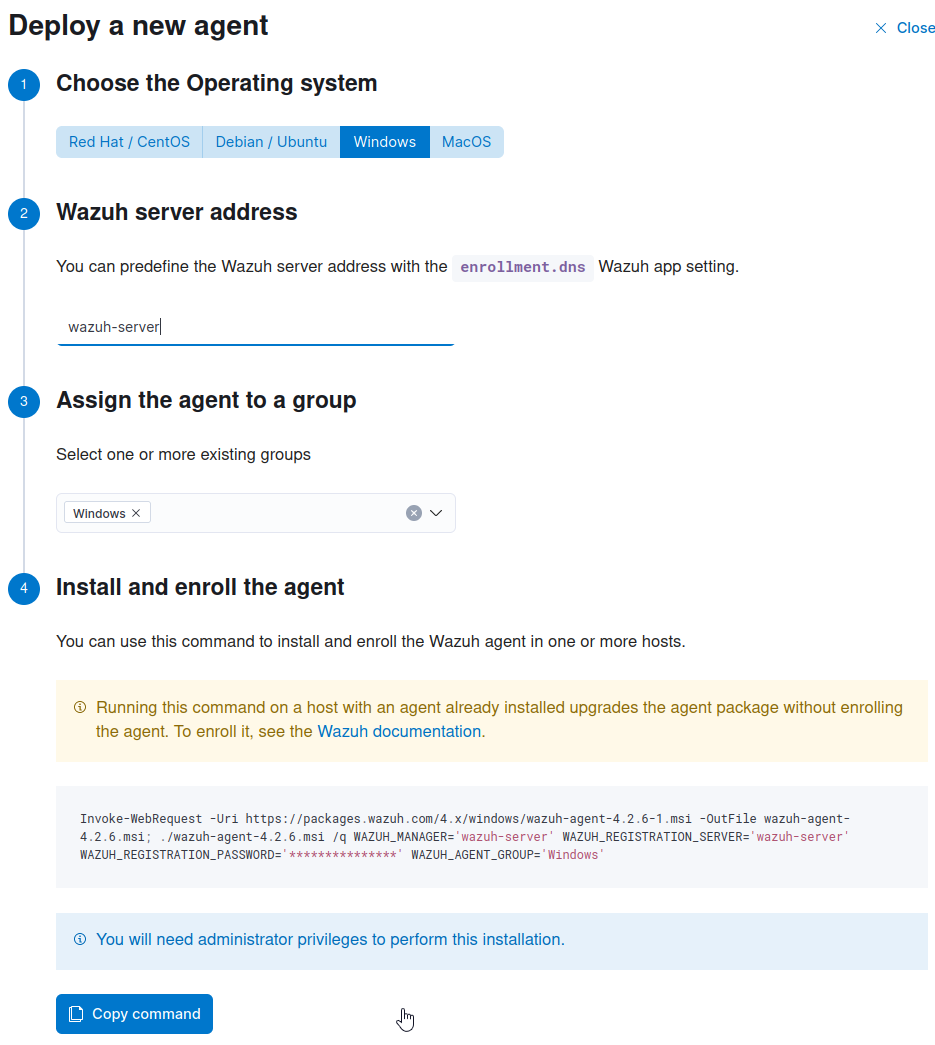 Deploy a new agent
Close
1
Choose the Operating system
Red Hat / CentOS
Debian / Ubuntu
Windows
MacOS
2
Wazuh server address
You can predefine the Wazuh server address with the enrollment.dns Wazuh app setting.
wazuh-server
3
Assign the agent to a group
Select one or more existing groups
Windows
4
Install and enroll the agent
You can use this command to install and enroll the Wazuh agent in one or more hosts.
Running this command on a host with an agent already installed upgrades the agent package without enrolling
the agent. To enroll it, see the Wazuh documentation.
Invoke-WebRequest -Uri https://packages.wazuh.com/4.x/windows/wazuh-agent-4.2.6-1.msi -OutFile wazuh-agent-
4.2.6.msi; ./wazuh-agent-4.2.6.msi /q WAZUH_MANAGER='wazuh-server' WAZUH_REGISTRATION_SERVER='wazuh-server'
WAZUH_REGISTRATION_PASSWORD='***************' WAZUH_AGENT_GROUP='Windows'
You will need administrator privileges to perform this installation.
Copy command